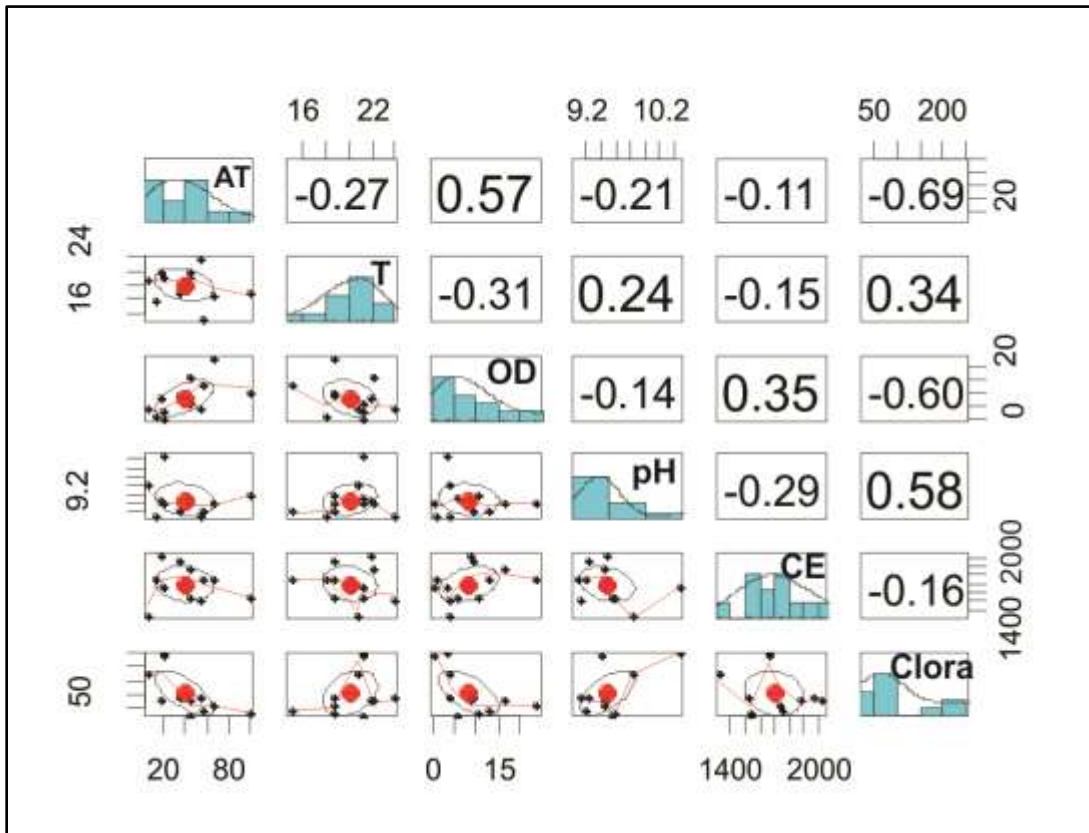 16 22 9.2 10.2 50 200
AT -0.27 0.57 -0.21 -0.11 -0.69 20
16 24 T -0.31 0.24 -0.15 0.34
OD -0.14 0.35 -0.60 0 20
9.2 pH -0.29 0.58
CE -0.16 1400 2000
50 Clora
20 80 0 15 1400 2000